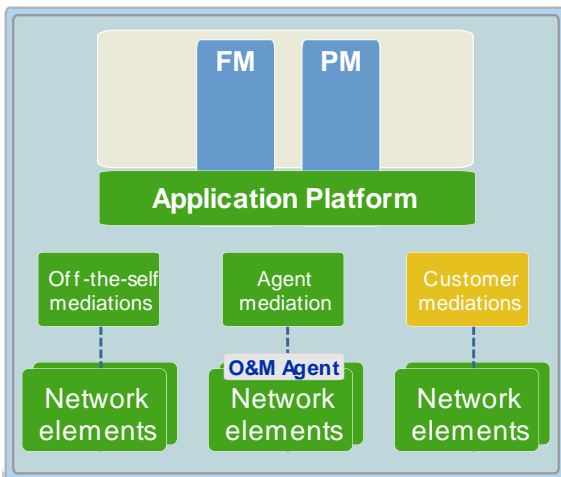 FM PM
Application Platform
Off-the-self Agent Customer
mediations mediation mediations
O&M Agent
Network Network Network
elements elements elements